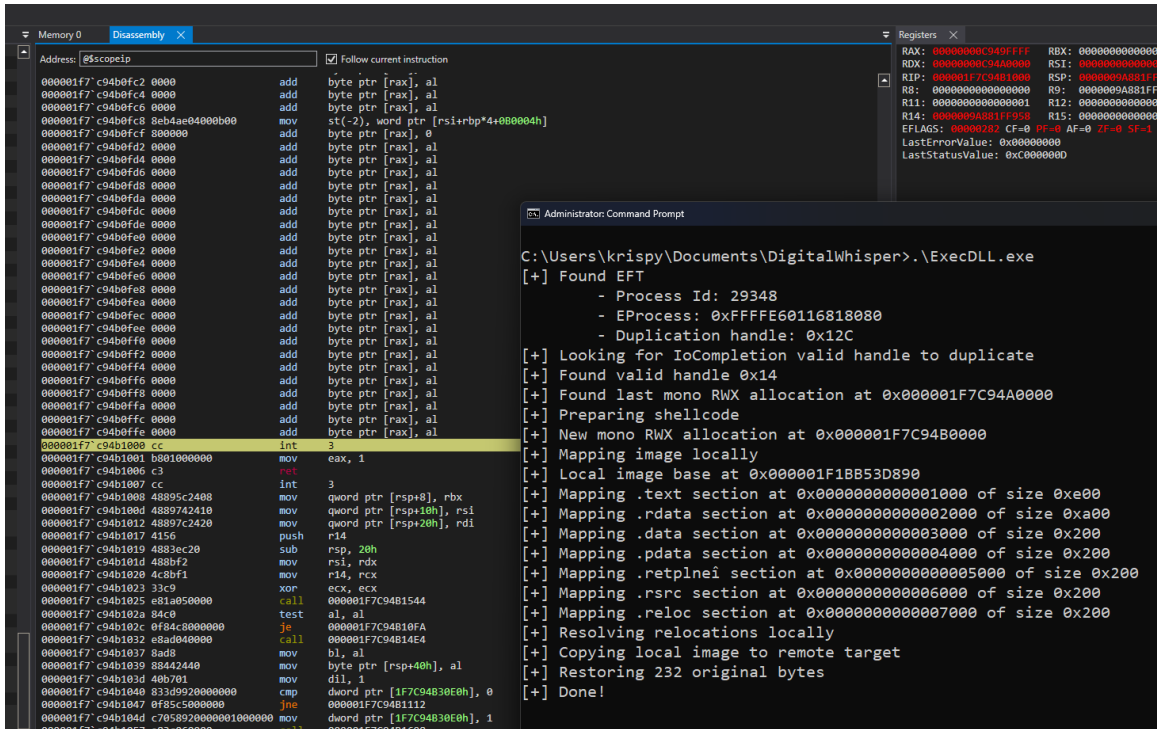 Memory 0 Disassembly
Address: @$scopeip Follow current instruction
000001f7`c94b0fc2 0000 add byte ptr [rax], al
000001f7`c94b0fc4 0000 add byte ptr [rax], al
000001f7`c94b0fc6 0000 add byte ptr [rax], al
000001f7`c94b0fc8 8eb4ae04000b00 mov st(-2), word ptr [rsi+rbp*4+0B0004h]
000001f7`c94b0fcf 800000 add byte ptr [rax], 0
000001f7`c94b0fd2 0000 add byte ptr [rax], al
000001f7`c94b0fd4 0000 add byte ptr [rax], al
000001f7`c94b0fd6 0000 add byte ptr [rax], al
000001f7`c94b0fd8 0000 add byte ptr [rax], al
000001f7`c94b0fda 0000 add byte ptr [rax], al
000001f7`c94b0fdc 0000 add byte ptr [rax], al
000001f7`c94b0fde 0000 add byte ptr [rax], al
000001f7`c94b0fe0 0000 add byte ptr [rax], al
000001f7`c94b0fe2 0000 add byte ptr [rax], al
000001f7`c94b0fe4 0000 add byte ptr [rax], al
000001f7`c94b0fe6 0000 add byte ptr [rax], al
000001f7`c94b0fe8 0000 add byte ptr [rax], al
000001f7`c94b0fea 0000 add byte ptr [rax], al
000001f7`c94b0fec 0000 add byte ptr [rax], al
000001f7`c94b0fee 0000 add byte ptr [rax], al
000001f7`c94b0ff0 0000 add byte ptr [rax], al
000001f7`c94b0ff2 0000 add byte ptr [rax], al
000001f7`c94b0ff4 0000 add byte ptr [rax], al
000001f7`c94b0ff6 0000 add byte ptr [rax], al
000001f7`c94b0ff8 0000 add byte ptr [rax], al
000001f7`c94b0ffa 0000 add byte ptr [rax], al
000001f7`c94b0ffc 0000 add byte ptr [rax], al
000001f7`c94b0ffe 0000 add byte ptr [rax], al
000001f7`c94b1000 cc int 3
000001f7`c94b1001 b801000000 mov eax, 1
000001f7`c94b1006 c3 ret
000001f7`c94b1007 cc int 3
000001f7`c94b1008 48895c2408 mov qword ptr [rsp+8], rbx
000001f7`c94b100d 4889742410 mov qword ptr [rsp+10h], rsi
000001f7`c94b1012 48897c2420 mov qword ptr [rsp+20h], rdi
000001f7`c94b1017 4156 push r14
000001f7`c94b1019 4883ec20 sub rsp, 20h
000001f7`c94b101d 488bf2 mov rsi, rdx
000001f7`c94b1020 4c8bf1 mov r14, rcx
000001f7`c94b1023 33c9 xor ecx, ecx
000001f7`c94b1025 e81a050000 call 000001F7C94B1544
000001f7`c94b102a 84c0 test al, al
000001f7`c94b102c 0f84c8000000 je 000001F7C94B10FA
000001f7`c94b1032 e8ad040000 call 000001F7C94B14E4
000001f7`c94b1037 8ad8 mov bl, al
000001f7`c94b1039 88442440 mov byte ptr [rsp+40h], al
000001f7`c94b103d 40b701 mov dil, 1
000001f7`c94b1040 833d9920000000 cmp dword ptr [1F7C94B30E0h], 0
000001f7`c94b1047 0f85c5000000 jne 000001F7C94B1112
000001f7`c94b104d c7058920000001000000 mov dword ptr [1F7C94B30E0h], 1
Registers
RAX: 00000000C949FFFF RBX: 0000000000000
RDX: 00000000C94A0000 RSI: 0000000000000
RIP: 000001F7C94B1000 RSP: 0000009A881FF
R8: 0000000000000000 R9: 0000009A881FF
R11: 0000000000000001 R12: 0000000000000
R14: 0000009A881FF958 R15: 0000000000000
EFLAGS: 00000282 CF=0 PF=0 AF=0 ZF=0 SF=1
LastErrorValue: 0x00000000
LastStatusValue: 0xC000000D
Administrator: Command Prompt
C:\Users\krispy\Documents\DigitalWhisper>.\ExecDLL.exe
[+] Found EFT
- Process Id: 29348
- EProcess: 0xFFFFE60116818080
- Duplication handle: 0x12C
[+] Looking for IoCompletion valid handle to duplicate
[+] Found valid handle 0x14
[+] Found last mono RWX allocation at 0x000001F7C94A0000
[+] Preparing shellcode
[+] New mono RWX allocation at 0x000001F7C94B0000
[+] Mapping image locally
[+] Local image base at 0x000001F1BB53D890
[+] Mapping .text section at 0x0000000000001000 of size 0xe00
[+] Mapping .rdata section at 0x0000000000002000 of size 0xa00
[+] Mapping .data section at 0x0000000000003000 of size 0x200
[+] Mapping .pdata section at 0x0000000000004000 of size 0x200
[+] Mapping .retplneî section at 0x0000000000005000 of size 0x200
[+] Mapping .rsrc section at 0x0000000000006000 of size 0x200
[+] Mapping .reloc section at 0x0000000000007000 of size 0x200
[+] Resolving relocations locally
[+] Copying local image to remote target
[+] Restoring 232 original bytes
[+] Done!